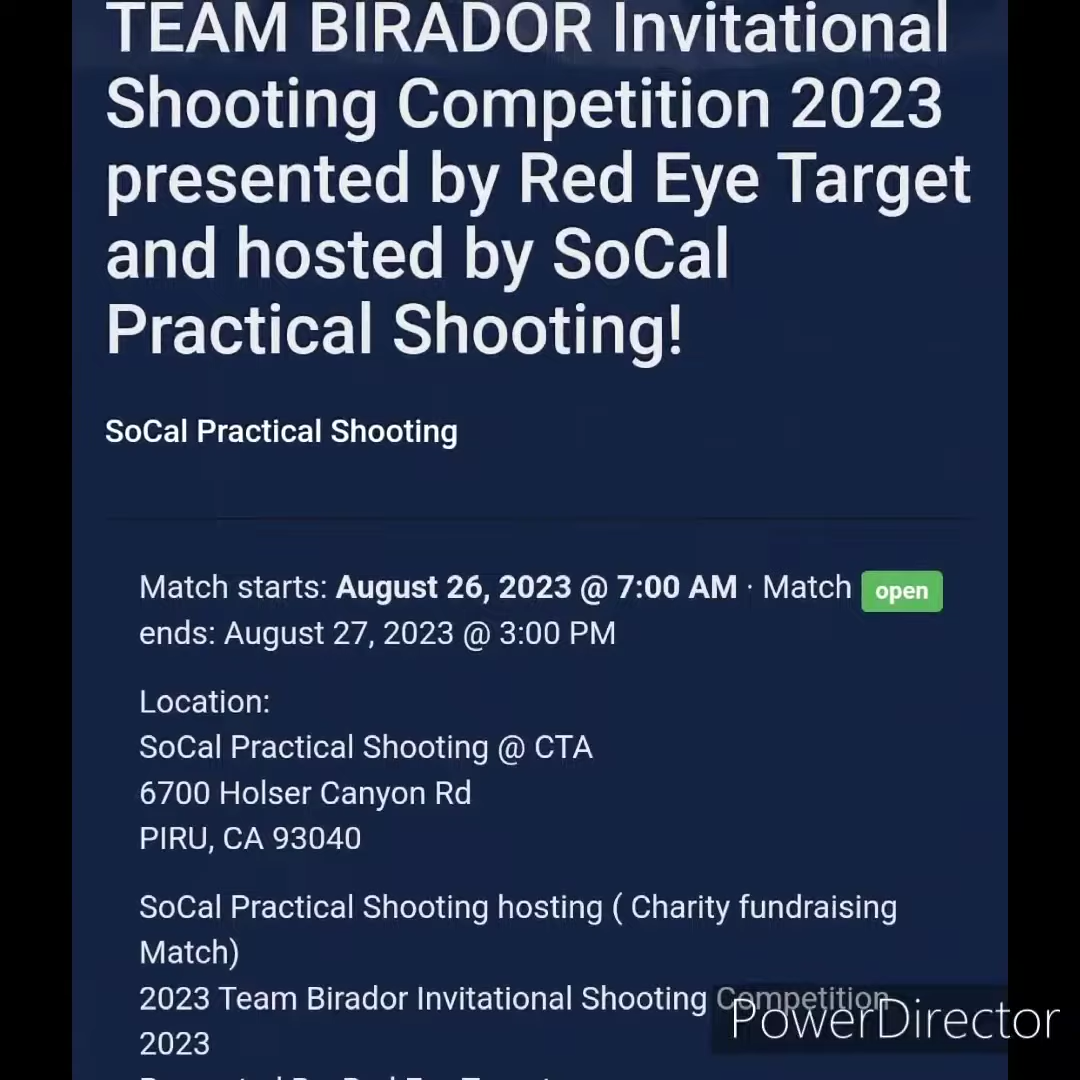 TEAM BIRADOR Invitational
Shooting Competition 2023
presented by Red Eye Target
and hosted by SoCal
Practical Shooting!
SoCal Practical Shooting
Match starts: August 26, 2023 @ 7:00 AM · Match open
ends: August 27, 2023 @ 3:00 PM
Location:
SoCal Practical Shooting @ CTA
6700 Holser Canyon Rd
PIRU, CA 93040
SoCal Practical Shooting hosting ( Charity fundraising
Match)
2023 Team Birador Invitational Shooting Competition
2023
PowerDirector